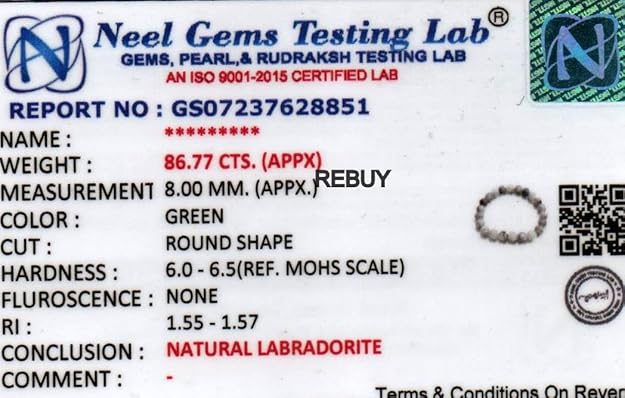 Neel Gems Testing Lab®
GEMS, PEARL,& RUDRAKSH TESTING LAB
AN ISO 9001-2015 CERTIFIED LAB
REPORT NO : GS07237628851
NAME : *********
WEIGHT : 86.77 CTS. (APPX)
REBUY
MEASUREMENT 8.00 MM. (APPX.)
COLOR : GREEN
CUT : ROUND SHAPE
HARDNESS : 6.0 - 6.5(REF. MOHS SCALE)
FLUROSCENCE : NONE
RI : 1.55 - 1.57
CONCLUSION : NATURAL LABRADORITE
COMMENT : -
Terms & Conditions On Rever